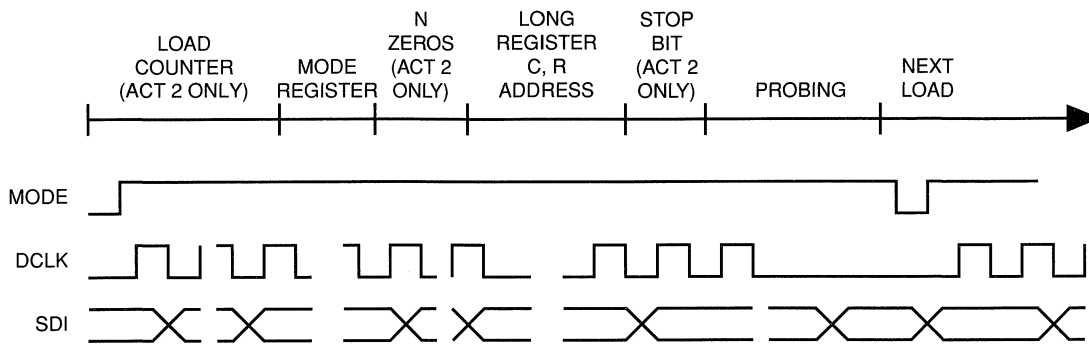 LOAD
COUNTER
(ACT 2 ONLY)
MODE
REGISTER
N
ZEROS
(ACT 2
ONLY)
LONG
REGISTER
C, R
ADDRESS
STOP
BIT
(ACT 2
ONLY)
PROBING
NEXT
LOAD
MODE
DCLK
SDI